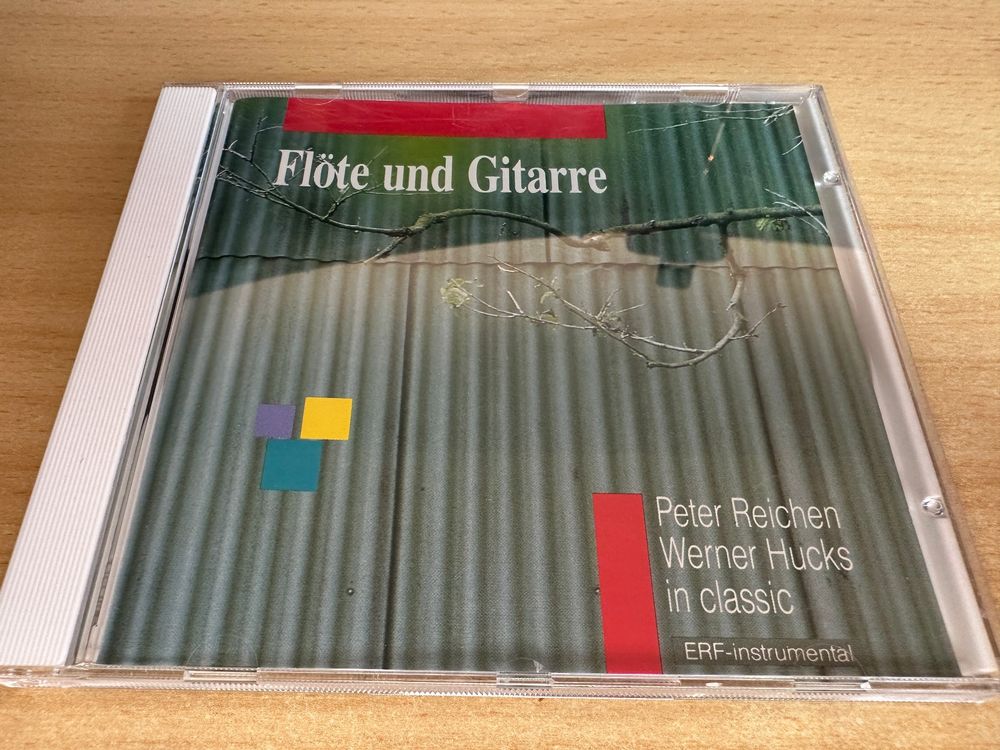 Flöte und Gitarre
Peter Reichen
Werner Hucks
in classic
ERF-instrumental